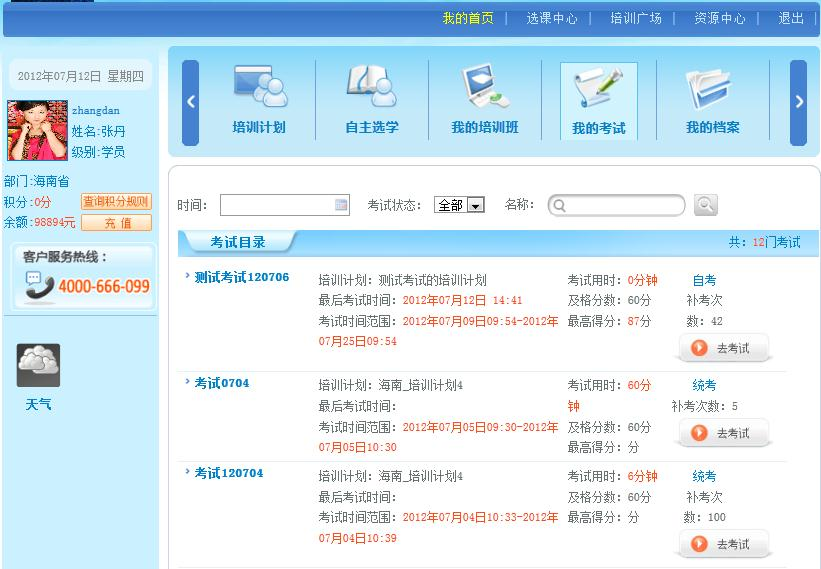 我的首页 | 选课中心 | 培训广场 | 资源中心 | 退出 |
2012年07月12日 星期四
zhangdan
姓名:张丹
级别:学员
部门:海南省
积分:0分 查询积分规则
余额:98894元 充 值
客户服务热线：
4000-666-099
天气
培训计划 自主选学 我的培训班 我的考试 我的档案
时间： 考试状态： 全部 名称：
考试目录 共：12门考试
测试考试120706 培训计划：测试考试的培训计划 考试用时：0分钟 自考
最后考试时间：2012年07月12日 14:41 及格分数：60分 补考次
考试时间范围：2012年07月09日09:54-2012年 最高得分：87分 数：42
07月25日09:54 去考试
考试0704 培训计划：海南_培训计划4 考试用时：60分 统考
最后考试时间： 钟 补考次数：5
考试时间范围：2012年07月05日09:30-2012年 及格分数：60分 去考试
07月05日10:30 最高得分：分
考试120704 培训计划：海南_培训计划4 考试用时：6分钟 统考
最后考试时间： 及格分数：60分 补考次
考试时间范围：2012年07月04日10:33-2012年 最高得分：分 数：100
07月04日10:39 去考试